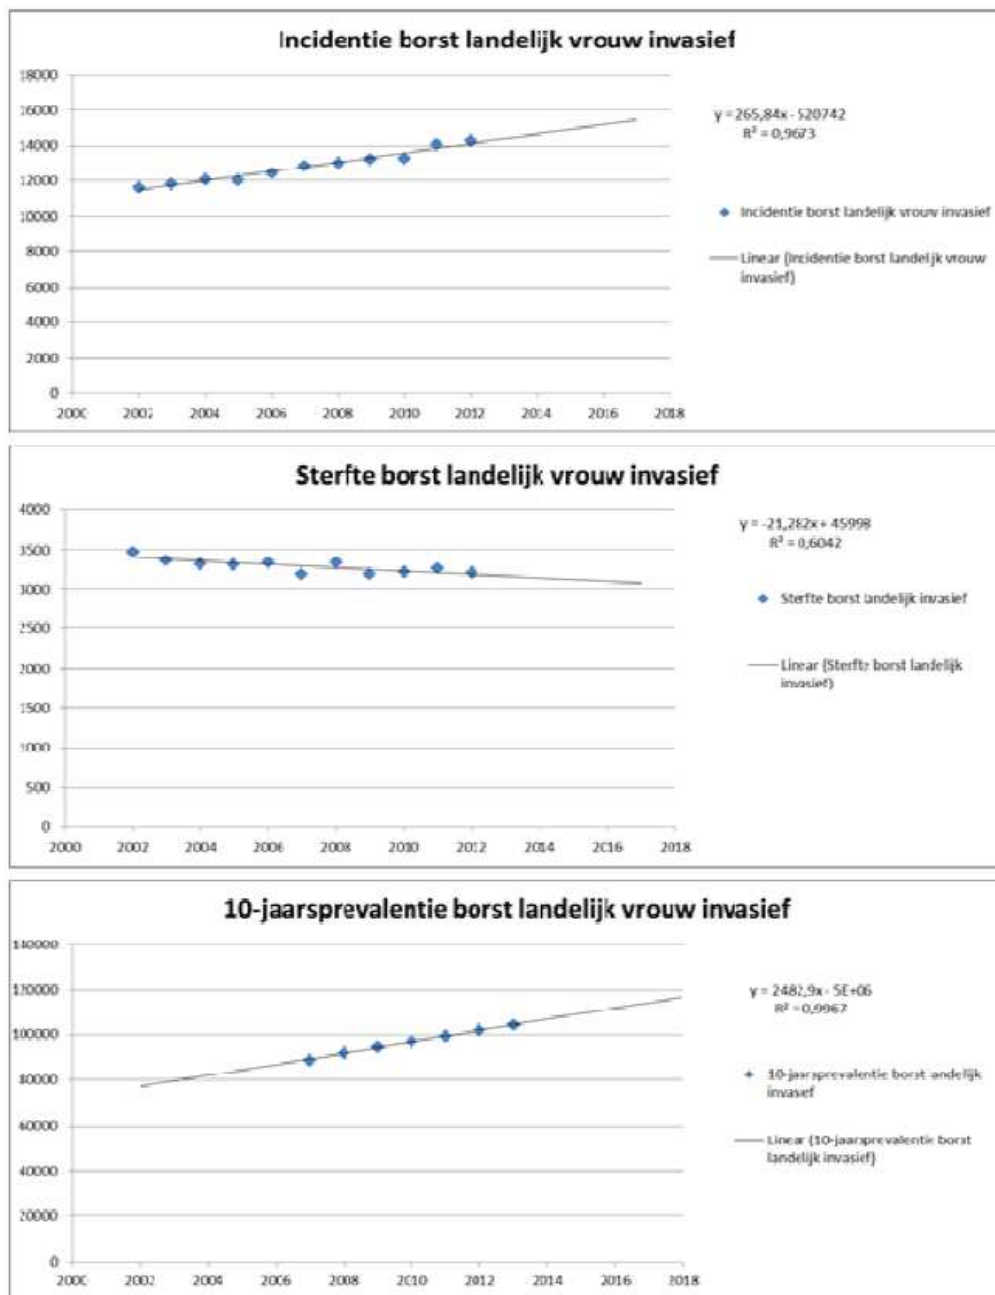 Incidentie borst landelijk vrouw invasief
18000
16000
14000
12000
10000
8000
6000
4000
2000
0
2000 2002 2004 2006 2008 2010 2012 2014 2016 2018
y = 265,84x - 520742
R² = 0,9673
Incidentie borst landelijk vrouw invasief
Linear (Incidentie borst landelijk vrouw
invasief)
Sterfte borst landelijk vrouw invasief
4000
3500
3000
2500
2000
1500
1000
500
0
2000 2002 2004 2006 2008 2010 2012 2014 2016 2018
y = -21,282x + 45998
R² = 0,6042
Sterfte borst landelijk invasief
Linear (Sterfte borst landelijk
invasief)
10-jaarsprevalentie borst landelijk vrouw invasief
140000
120000
100000
80000
60000
40000
20000
0
2000 2002 2004 2006 2008 2010 2012 2014 2016 2018
y = 2482,9x - 5E+06
R² = 0,9967
10-jaarsprevalentie borst landelijk
invasief
Linear (10-jaarsprevalentie borst
landelijk invasief)